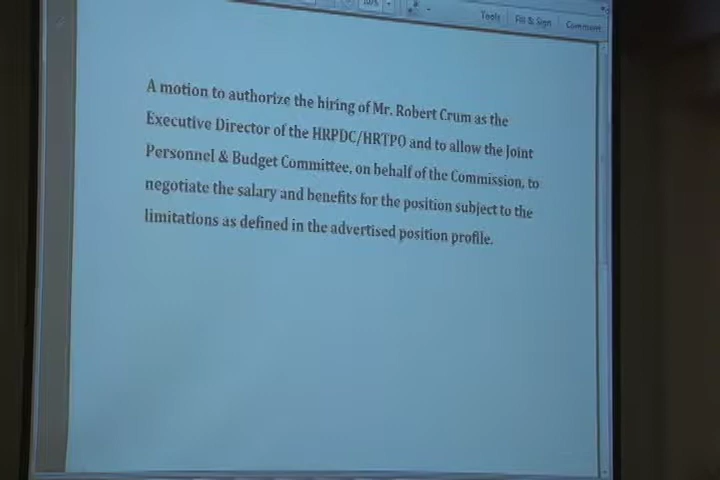 Tools
Fill & Sign
Comment
A motion to authorize the hiring of Mr. Robert Crum as the
Executive Director of the HRPDC/HRTPO and to allow the Joint
Personnel & Budget Committee, on behalf of the Commission, to
negotiate the salary and benefits for the position subject to the
limitations as defined in the advertised position profile.